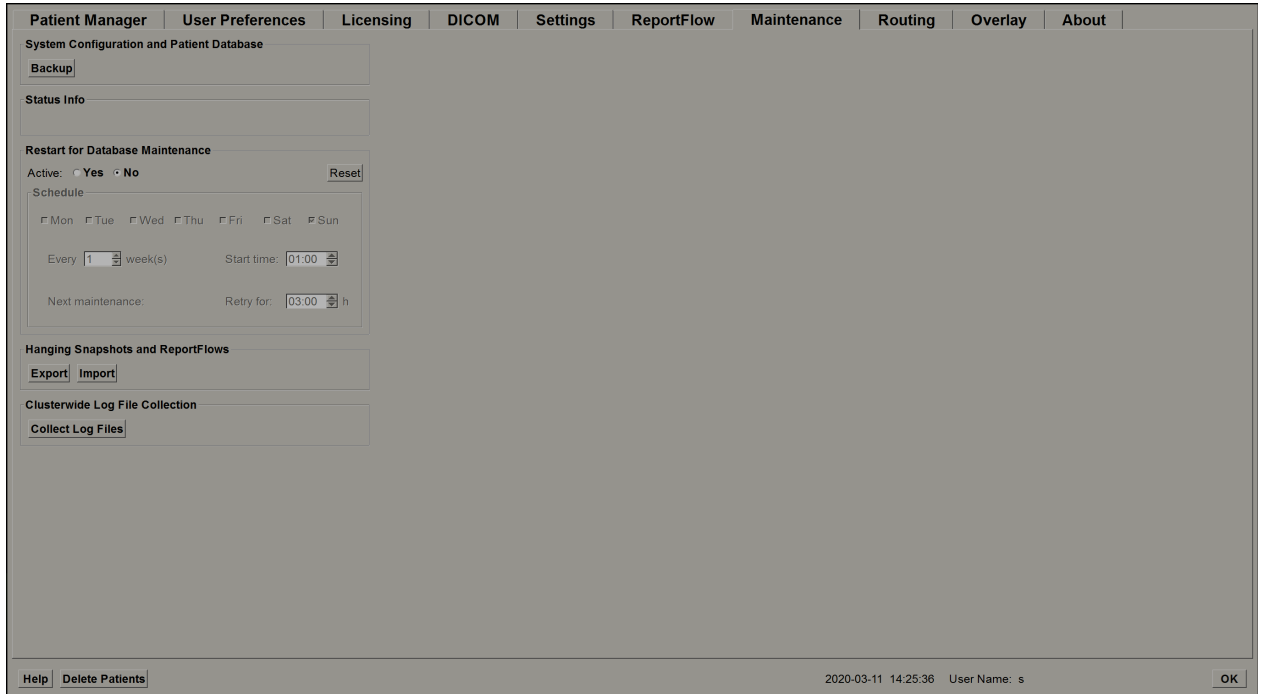 Patient Manager User Preferences Licensing DICOM Settings ReportFlow Maintenance Routing Overlay About
System Configuration and Patient Database
Backup
Status Info
Restart for Database Maintenance
Active: Yes No Reset
Schedule
Mon Tue Wed Thu Fri Sat Sun
Every 1 week(s) Start time: 01:00
Next maintenance: Retry for: 03:00 h
Hanging Snapshots and ReportFlows
Export Import
Clusterwide Log File Collection
Collect Log Files
Help Delete Patients 2020-03-11 14:25:36 User Name: s OK